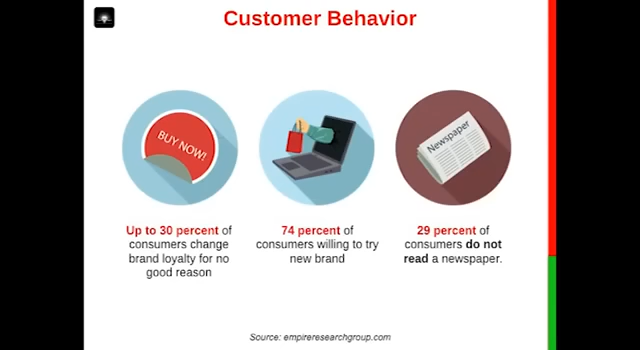 Customer Behavior
BUY NOW!
Newspaper
Up to 30 percent of
consumers change
brand loyalty for no
good reason
74 percent of
consumers willing to try
new brand
29 percent of
consumers do not
read a newspaper.
Source: empireresearchgroup.com